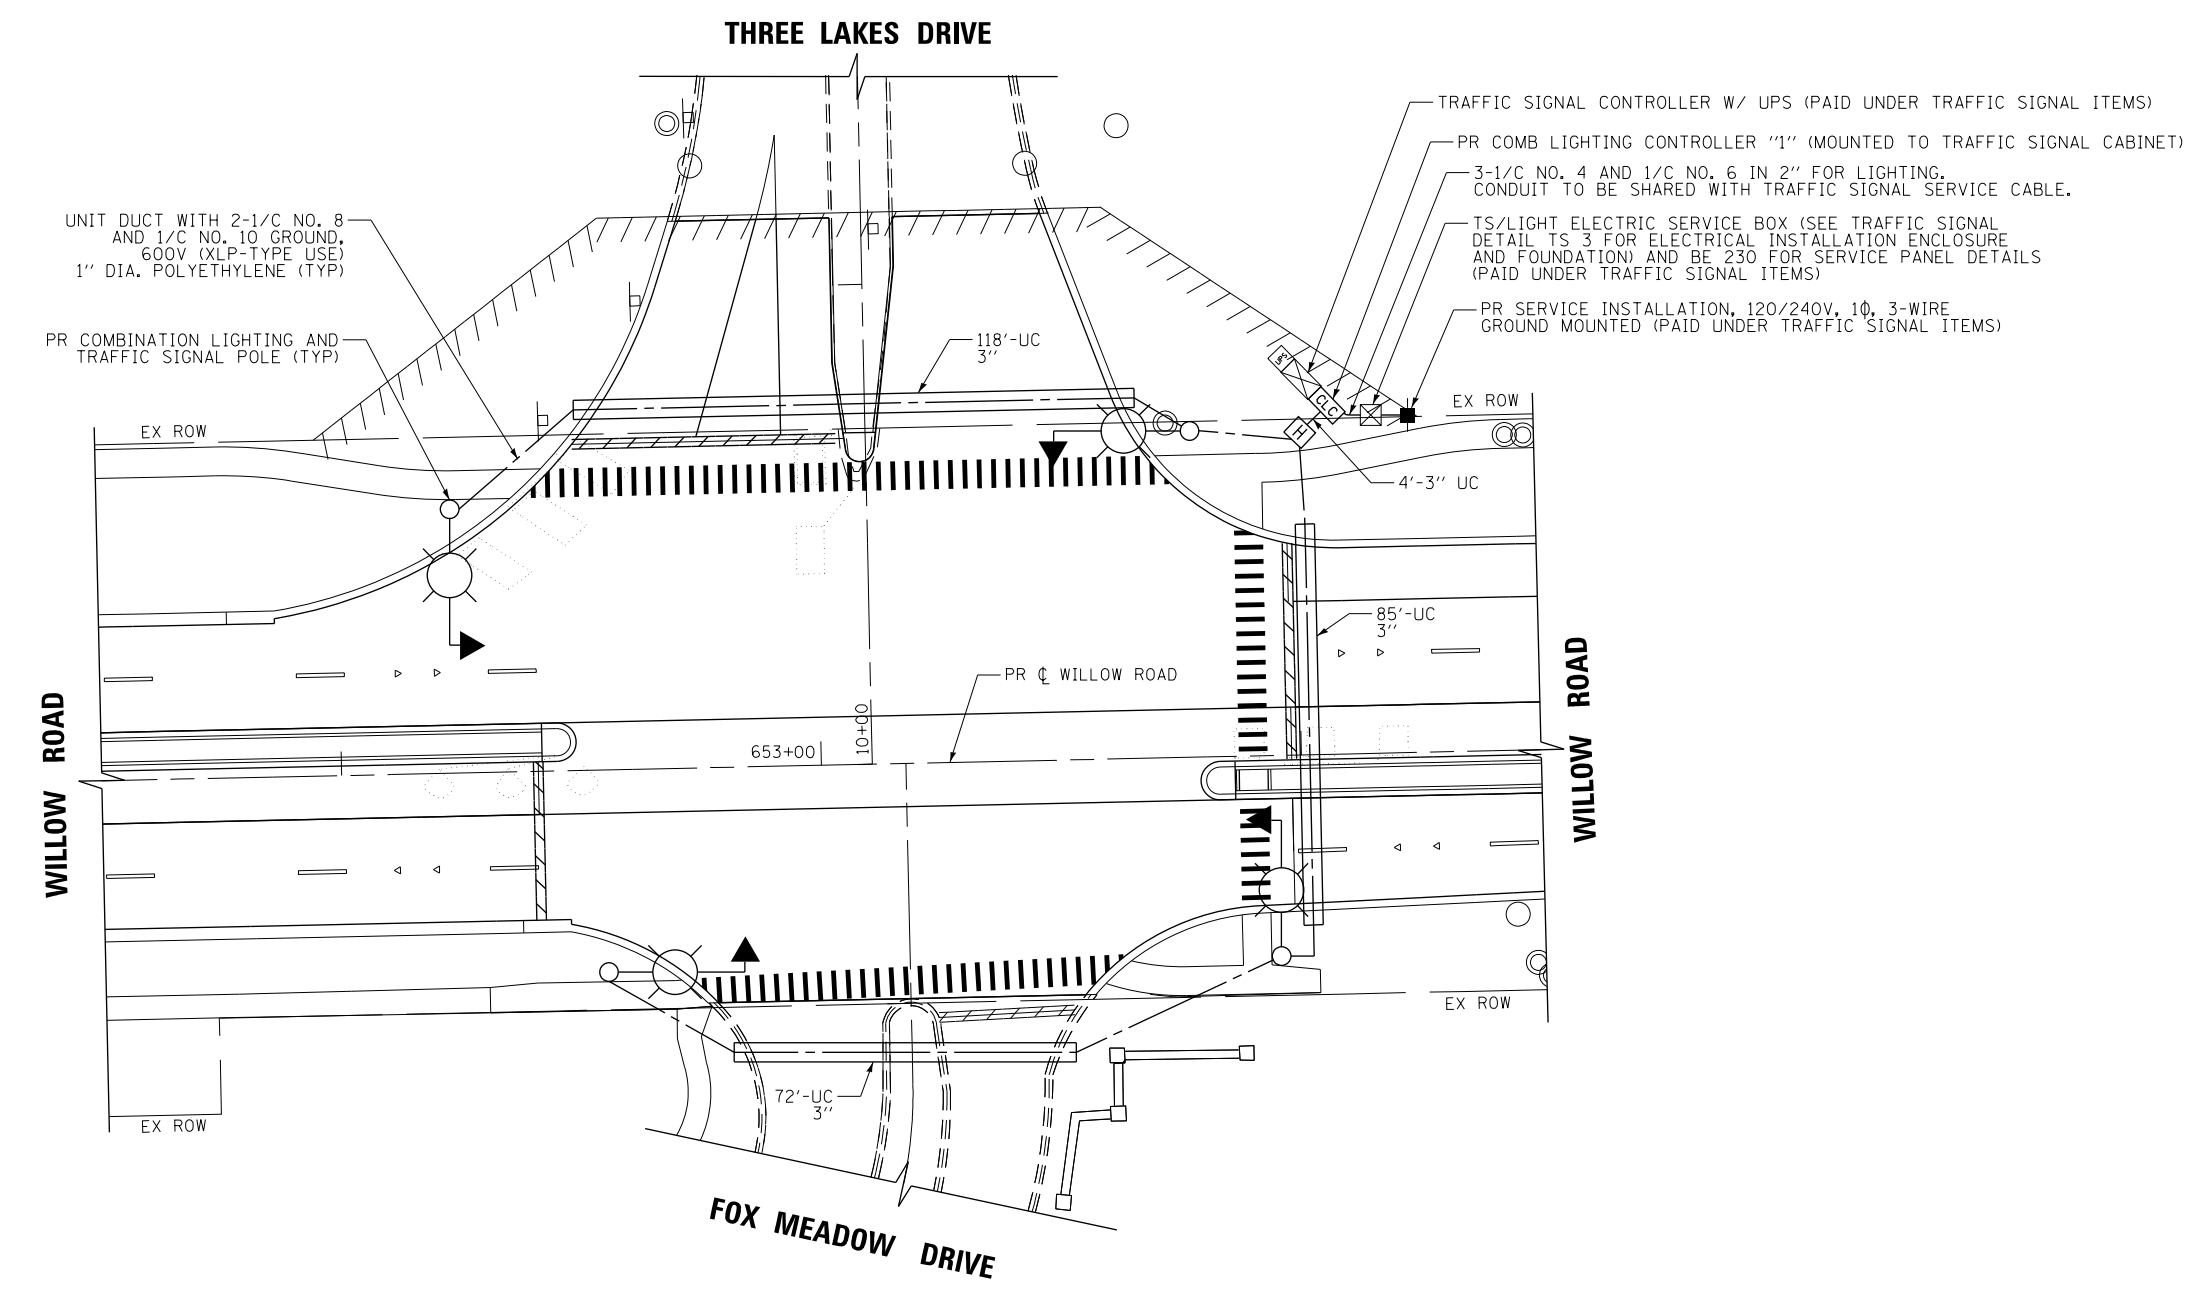 THREE LAKES DRIVE
TRAFFIC SIGNAL CONTROLLER W/ UPS (PAID UNDER TRAFFIC SIGNAL ITEMS)
PR COMB LIGHTING CONTROLLER "1" (MOUNTED TO TRAFFIC SIGNAL CABINET)
3-1/C NO. 4 AND 1/C NO. 6 IN 2" FOR LIGHTING.
CONDUIT TO BE SHARED WITH TRAFFIC SIGNAL SERVICE CABLE.
TS/LIGHT ELECTRIC SERVICE BOX (SEE TRAFFIC SIGNAL
DETAIL TS 3 FOR ELECTRICAL INSTALLATION ENCLOSURE
AND FOUNDATION) AND BE 230 FOR SERVICE PANEL DETAILS
(PAID UNDER TRAFFIC SIGNAL ITEMS)
PR SERVICE INSTALLATION, 120/240V, 1ϕ, 3-WIRE
GROUND MOUNTED (PAID UNDER TRAFFIC SIGNAL ITEMS)
UNIT DUCT WITH 2-1/C NO. 8
AND 1/C NO. 10 GROUND,
600V (XLP-TYPE USE)
1" DIA. POLYETHYLENE (TYP)
PR COMBINATION LIGHTING AND
TRAFFIC SIGNAL POLE (TYP)
118'-UC
3"
UPS
CLC
H
EX ROW
EX ROW
4'-3" UC
85'-UC
3"
PR ℄ WILLOW ROAD
653+00
10+00
WILLOW ROAD
WILLOW ROAD
EX ROW
72'-UC
3"
EX ROW
FOX MEADOW DRIVE